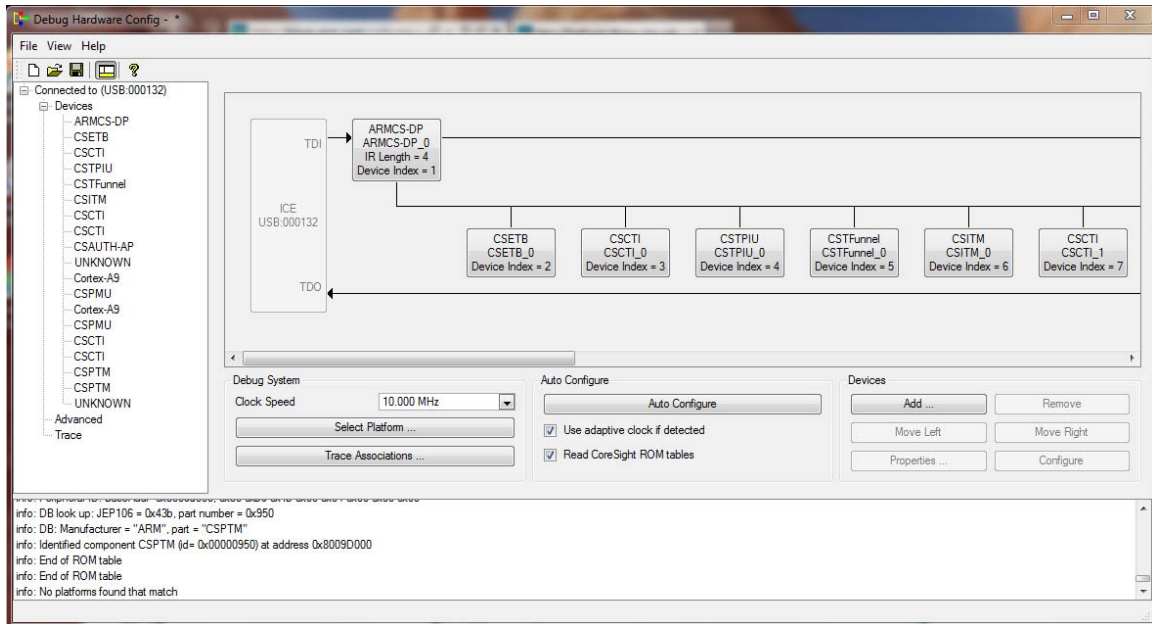 Debug Hardware Config - *
File View Help
Connected to (USB:000132)
Devices
ARMCS-DP
CSETB
CSCTI
CSTPIU
CSTFunnel
CSITM
CSCTI
CSCTI
CSAUTH-AP
UNKNOWN
Cortex-A9
CSPMU
Cortex-A9
CSPMU
CSCTI
CSCTI
CSPTM
CSPTM
UNKNOWN
Advanced
Trace
TDI
ICE
USB:000132
TDO
ARMCS-DP
ARMCS-DP_0
IR Length = 4
Device Index = 1
CSETB
CSETB_0
Device Index = 2
CSCTI
CSCTI_0
Device Index = 3
CSTPIU
CSTPIU_0
Device Index = 4
CSTFunnel
CSTFunnel_0
Device Index = 5
CSITM
CSITM_0
Device Index = 6
CSCTI
CSCTI_1
Device Index = 7
Debug System
Clock Speed 10.000 MHz
Select Platform ...
Trace Associations ...
Auto Configure
Auto Configure
Use adaptive clock if detected
Read CoreSight ROM tables
Devices
Add ... Remove
Move Left Move Right
Properties ... Configure
info: DB look up: JEP106 = 0x43b, part number = 0x950
info: DB: Manufacturer = "ARM", part = "CSPTM"
info: Identified component CSPTM (id= 0x00000950) at address 0x8009D000
info: End of ROM table
info: End of ROM table
info: No platforms found that match